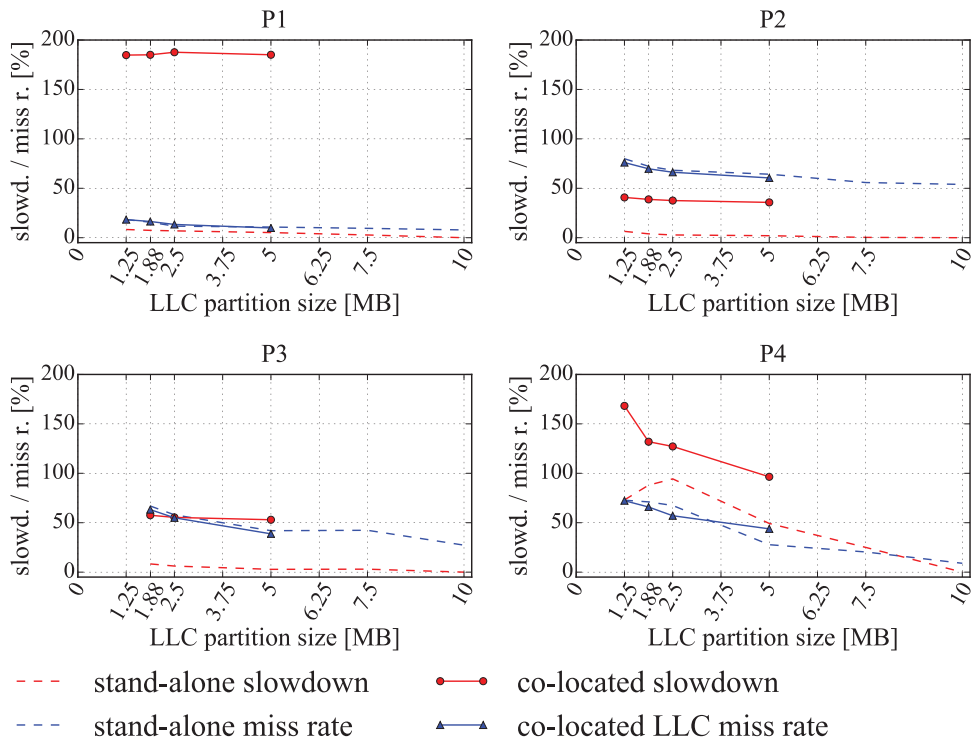 P1
slowd. / miss r. [%]
200
150
100
50
0
0 1.25 1.88 2.5 3.75 5 6.25 7.5 10
LLC partition size [MB]
P2
slowd. / miss r. [%]
200
150
100
50
0
0 1.25 1.88 2.5 3.75 5 6.25 7.5 10
LLC partition size [MB]
P3
slowd. / miss r. [%]
200
150
100
50
0
0 1.25 1.88 2.5 3.75 5 6.25 7.5 10
LLC partition size [MB]
P4
slowd. / miss r. [%]
200
150
100
50
0
0 1.25 1.88 2.5 3.75 5 6.25 7.5 10
LLC partition size [MB]
stand-alone slowdown
co-located slowdown
stand-alone miss rate
co-located LLC miss rate